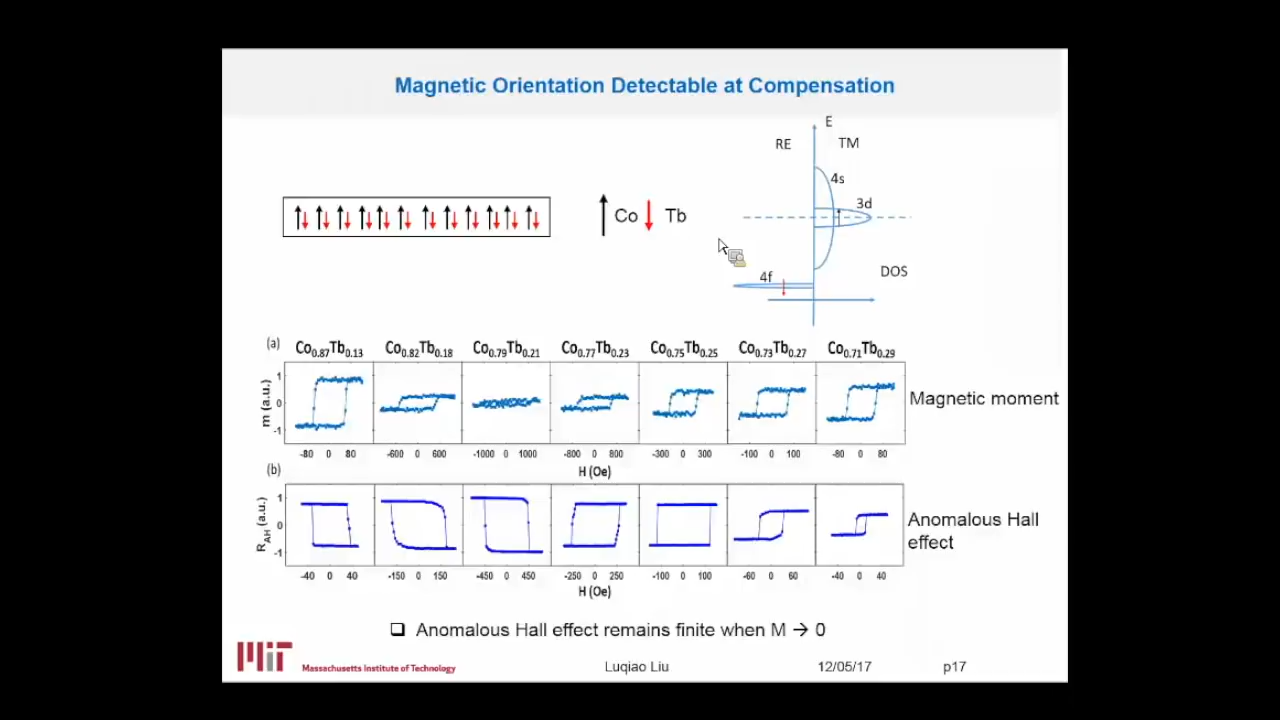 Magnetic Orientation Detectable at Compensation
E
RE
TM
4s
3d
Co
Tb
4f
DOS
(a)
Co0.87Tb0.13 Co0.82Tb0.18 Co0.79Tb0.21 Co0.77Tb0.23 Co0.75Tb0.25 Co0.73Tb0.27 Co0.71Tb0.29
m (a.u.)
1
0
-1
Magnetic moment
-80 0 80 -600 0 600 -1000 0 1000 -800 0 800 -300 0 300 -100 0 100 -80 0 80
H (Oe)
(b)
RAH (a.u.)
1
0
-1
Anomalous Hall
effect
-40 0 40 -150 0 150 -450 0 450 -250 0 250 -100 0 100 -60 0 60 -40 0 40
H (Oe)
❑ Anomalous Hall effect remains finite when M → 0
MIT Massachusetts Institute of Technology
Luqiao Liu
12/05/17
p17